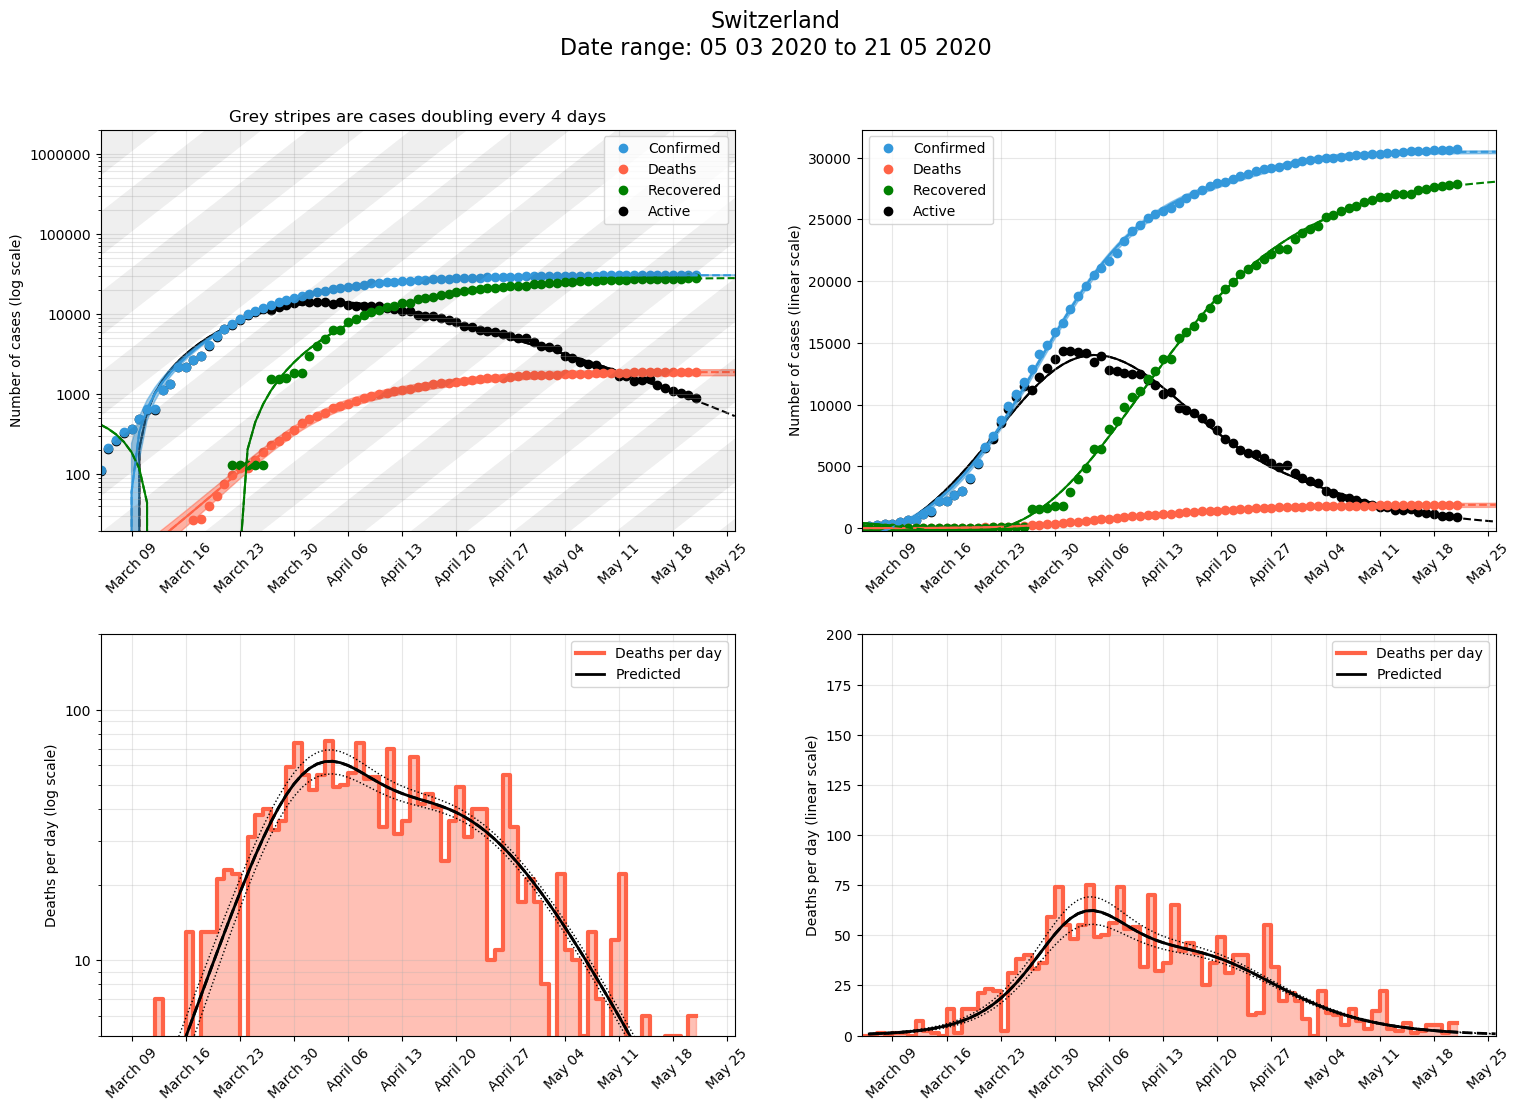 Switzerland
Date range: 05 03 2020 to 21 05 2020
Grey stripes are cases doubling every 4 days
Number of cases (log scale)
1000000
100000
10000
1000
100
Confirmed
Deaths
Recovered
Active
March 09
March 16
March 23
March 30
April 06
April 13
April 20
April 27
May 04
May 11
May 18
May 25
Number of cases (linear scale)
30000
25000
20000
15000
10000
5000
0
Confirmed
Deaths
Recovered
Active
March 09
March 16
March 23
March 30
April 06
April 13
April 20
April 27
May 04
May 11
May 18
May 25
Deaths per day (log scale)
100
10
Deaths per day
Predicted
March 09
March 16
March 23
March 30
April 06
April 13
April 20
April 27
May 04
May 11
May 18
May 25
Deaths per day (linear scale)
200
175
150
125
100
75
50
25
0
Deaths per day
Predicted
March 09
March 16
March 23
March 30
April 06
April 13
April 20
April 27
May 04
May 11
May 18
May 25